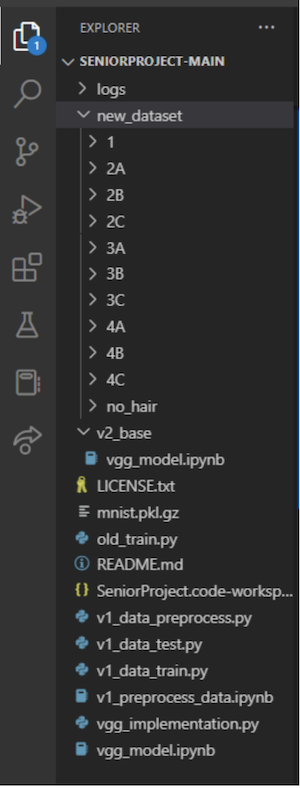 EXPLORER ...
1
SENIORPROJECT-MAIN
logs
new_dataset
1
2A
2B
2C
3A
3B
3C
4A
4B
4C
no_hair
v2_base
vgg_model.ipynb
LICENSE.txt
mnist.pkl.gz
old_train.py
README.md
{} SeniorProject.code-worksp...
v1_data_preprocess.py
v1_data_test.py
v1_data_train.py
v1_preprocess_data.ipynb
vgg_implementation.py
vgg_model.ipynb